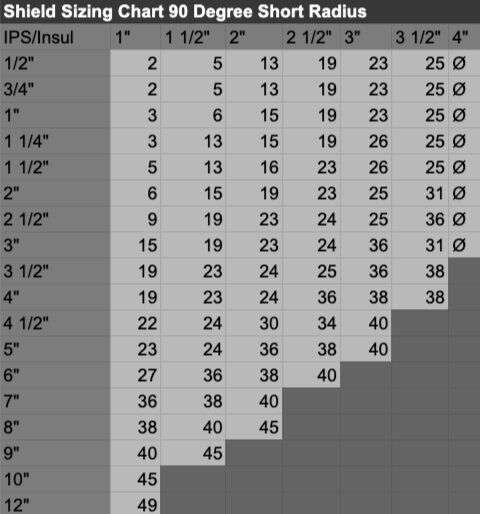 Shield Sizing Chart 90 Degree Short Radius
IPS/Insul 1" 1 1/2" 2" 2 1/2" 3" 3 1/2" 4"
1/2" 2 5 13 19 23 25 Ø
3/4" 2 5 13 19 23 25 Ø
1" 3 6 15 19 23 25 Ø
1 1/4" 3 13 15 19 26 25 Ø
1 1/2" 5 13 16 23 26 25 Ø
2" 6 15 19 23 25 31 Ø
2 1/2" 9 19 23 24 25 36 Ø
3" 15 19 23 24 36 31 Ø
3 1/2" 19 23 24 25 36 38
4" 19 23 24 36 38 38
4 1/2" 22 24 30 34 40
5" 23 24 36 38 40
6" 27 36 38 40
7" 36 38 40
8" 38 40 45
9" 40 45
10" 45
12" 49